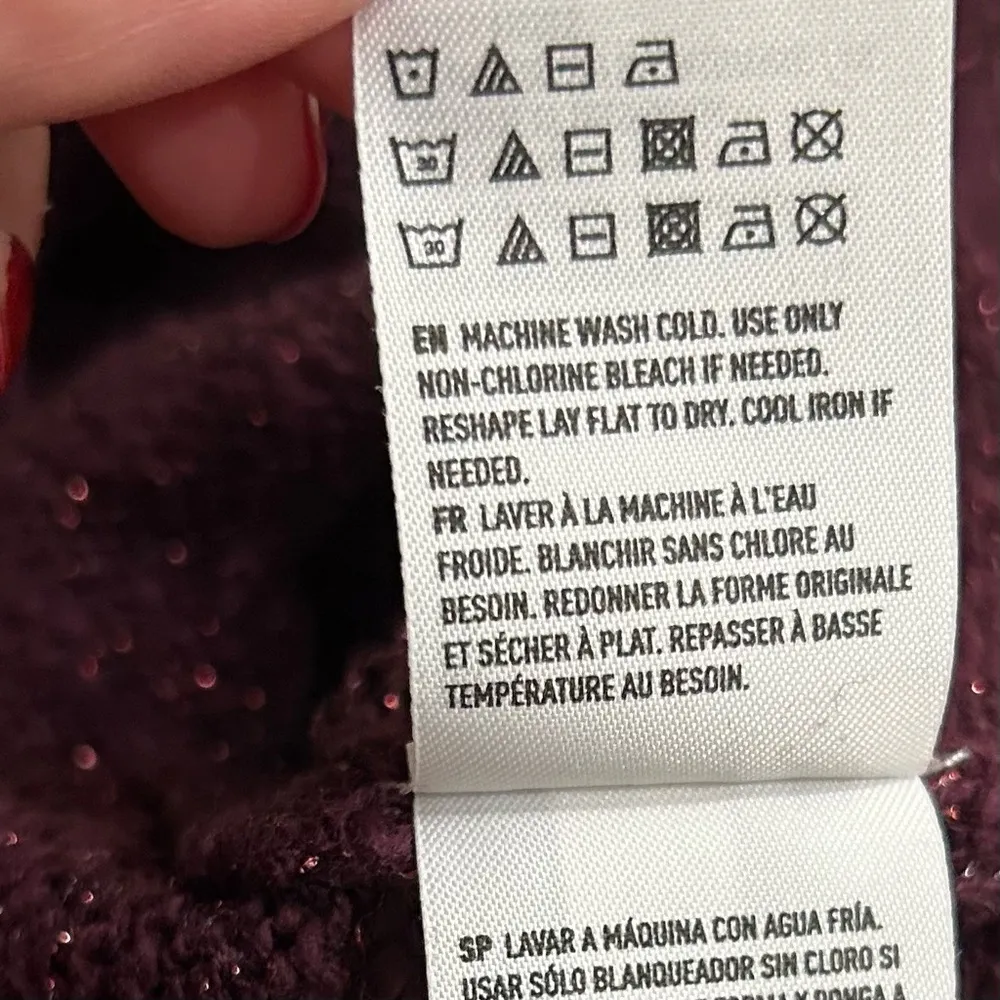 30
30
EN MACHINE WASH COLD. USE ONLY
NON-CHLORINE BLEACH IF NEEDED.
RESHAPE LAY FLAT TO DRY. COOL IRON IF
NEEDED.
FR LAVER À LA MACHINE À L'EAU
FROIDE. BLANCHIR SANS CHLORE AU
BESOIN. REDONNER LA FORME ORIGINALE
ET SÉCHER À PLAT. REPASSER À BASSE
TEMPÉRATURE AU BESOIN.
SP LAVAR A MÁQUINA CON AGUA FRÍA.
USAR SÓLO BLANQUEADOR SIN CLORO SI